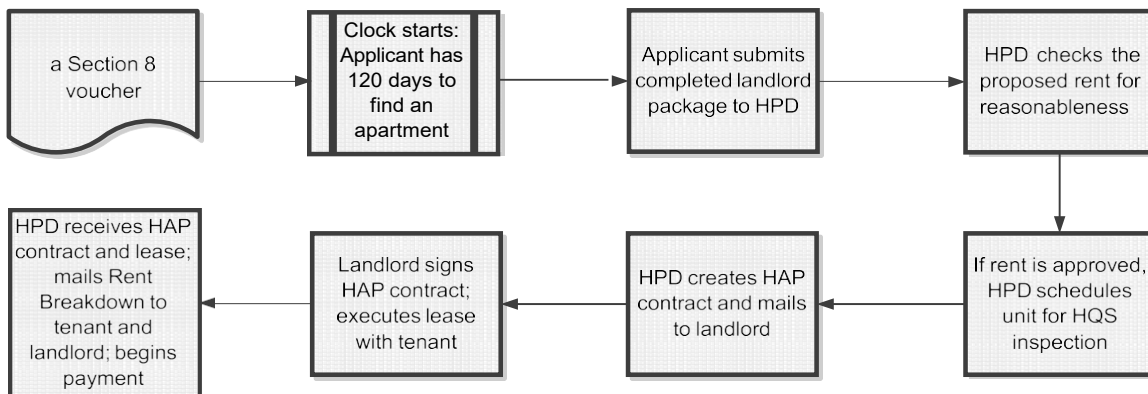 a Section 8
voucher
Clock starts:
Applicant has
120 days to
find an
apartment
Applicant submits
completed landlord
package to HPD
HPD checks the
proposed rent for
reasonableness
If rent is approved,
HPD schedules
unit for HQS
inspection
HPD creates HAP
contract and mails
to landlord
Landlord signs
HAP contract;
executes lease
with tenant
HPD receives HAP
contract and lease;
mails Rent
Breakdown to
tenant and
landlord; begins
payment